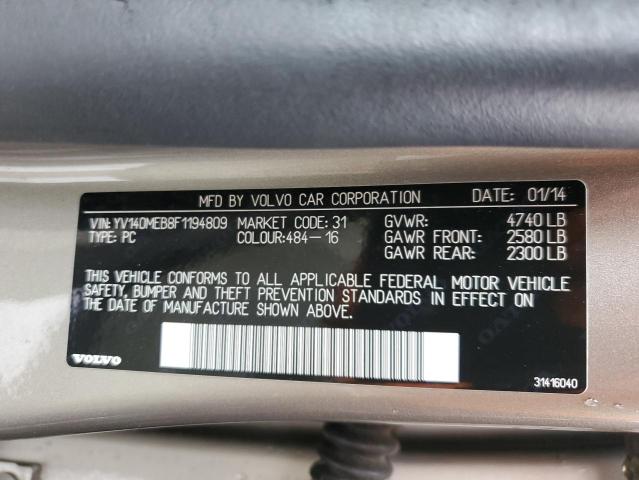 MFD BY VOLVO CAR CORPORATION DATE: 01/14
VIN: YV140MEB8F1194809 MARKET CODE: 31 GVWR: 4740 LB
TYPE: PC COLOUR: 484-16 GAWR FRONT: 2580 LB
GAWR REAR: 2300 LB
THIS VEHICLE CONFORMS TO ALL APPLICABLE FEDERAL MOTOR VEHICLE
SAFETY, BUMPER AND THEFT PREVENTION STANDARDS IN EFFECT ON
THE DATE OF MANUFACTURE SHOWN ABOVE.
VOLVO 31416040